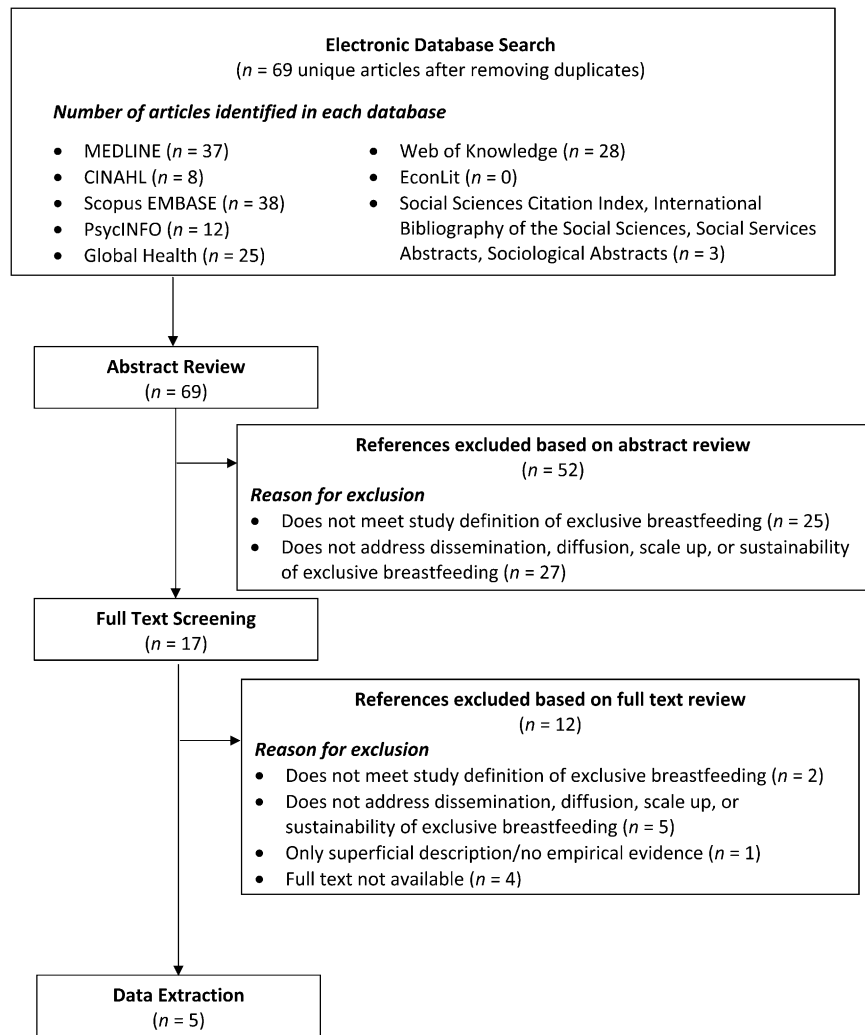 Electronic Database Search
(n = 69 unique articles after removing duplicates)
Number of articles identified in each database
• MEDLINE (n = 37)
• CINAHL (n = 8)
• Scopus EMBASE (n = 38)
• PsycINFO (n = 12)
• Global Health (n = 25)
• Web of Knowledge (n = 28)
• EconLit (n = 0)
• Social Sciences Citation Index, International
Bibliography of the Social Sciences, Social Services
Abstracts, Sociological Abstracts (n = 3)
Abstract Review
(n = 69)
References excluded based on abstract review
(n = 52)
Reason for exclusion
• Does not meet study definition of exclusive breastfeeding (n = 25)
• Does not address dissemination, diffusion, scale up, or sustainability
of exclusive breastfeeding (n = 27)
Full Text Screening
(n = 17)
References excluded based on full text review
(n = 12)
Reason for exclusion
• Does not meet study definition of exclusive breastfeeding (n = 2)
• Does not address dissemination, diffusion, scale up, or
sustainability of exclusive breastfeeding (n = 5)
• Only superficial description/no empirical evidence (n = 1)
• Full text not available (n = 4)
Data Extraction
(n = 5)